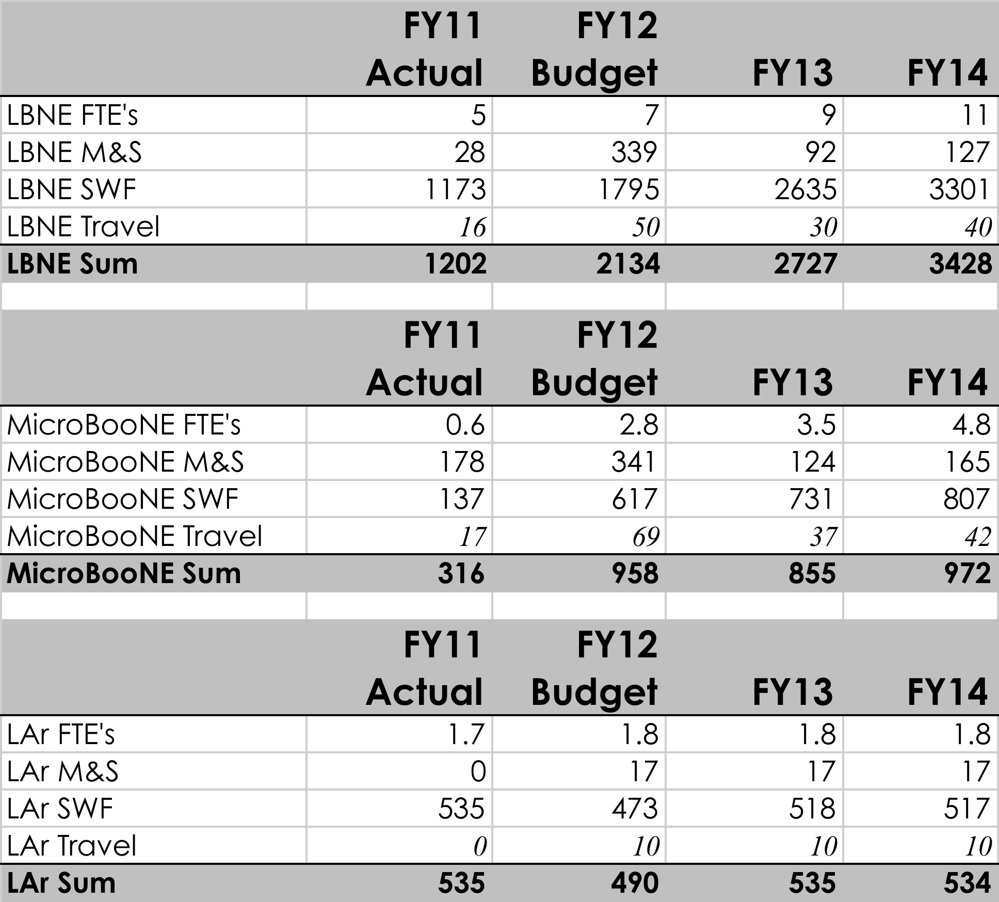 FY11 FY12
Actual Budget FY13 FY14
LBNE FTE's 5 7 9 11
LBNE M&S 28 339 92 127
LBNE SWF 1173 1795 2635 3301
LBNE Travel 16 50 30 40
LBNE Sum 1202 2134 2727 3428
FY11 FY12
Actual Budget FY13 FY14
MicroBooNE FTE's 0.6 2.8 3.5 4.8
MicroBooNE M&S 178 341 124 165
MicroBooNE SWF 137 617 731 807
MicroBooNE Travel 17 69 37 42
MicroBooNE Sum 316 958 855 972
FY11 FY12
Actual Budget FY13 FY14
LAr FTE's 1.7 1.8 1.8 1.8
LAr M&S 0 17 17 17
LAr SWF 535 473 518 517
LAr Travel 0 10 10 10
LAr Sum 535 490 535 534